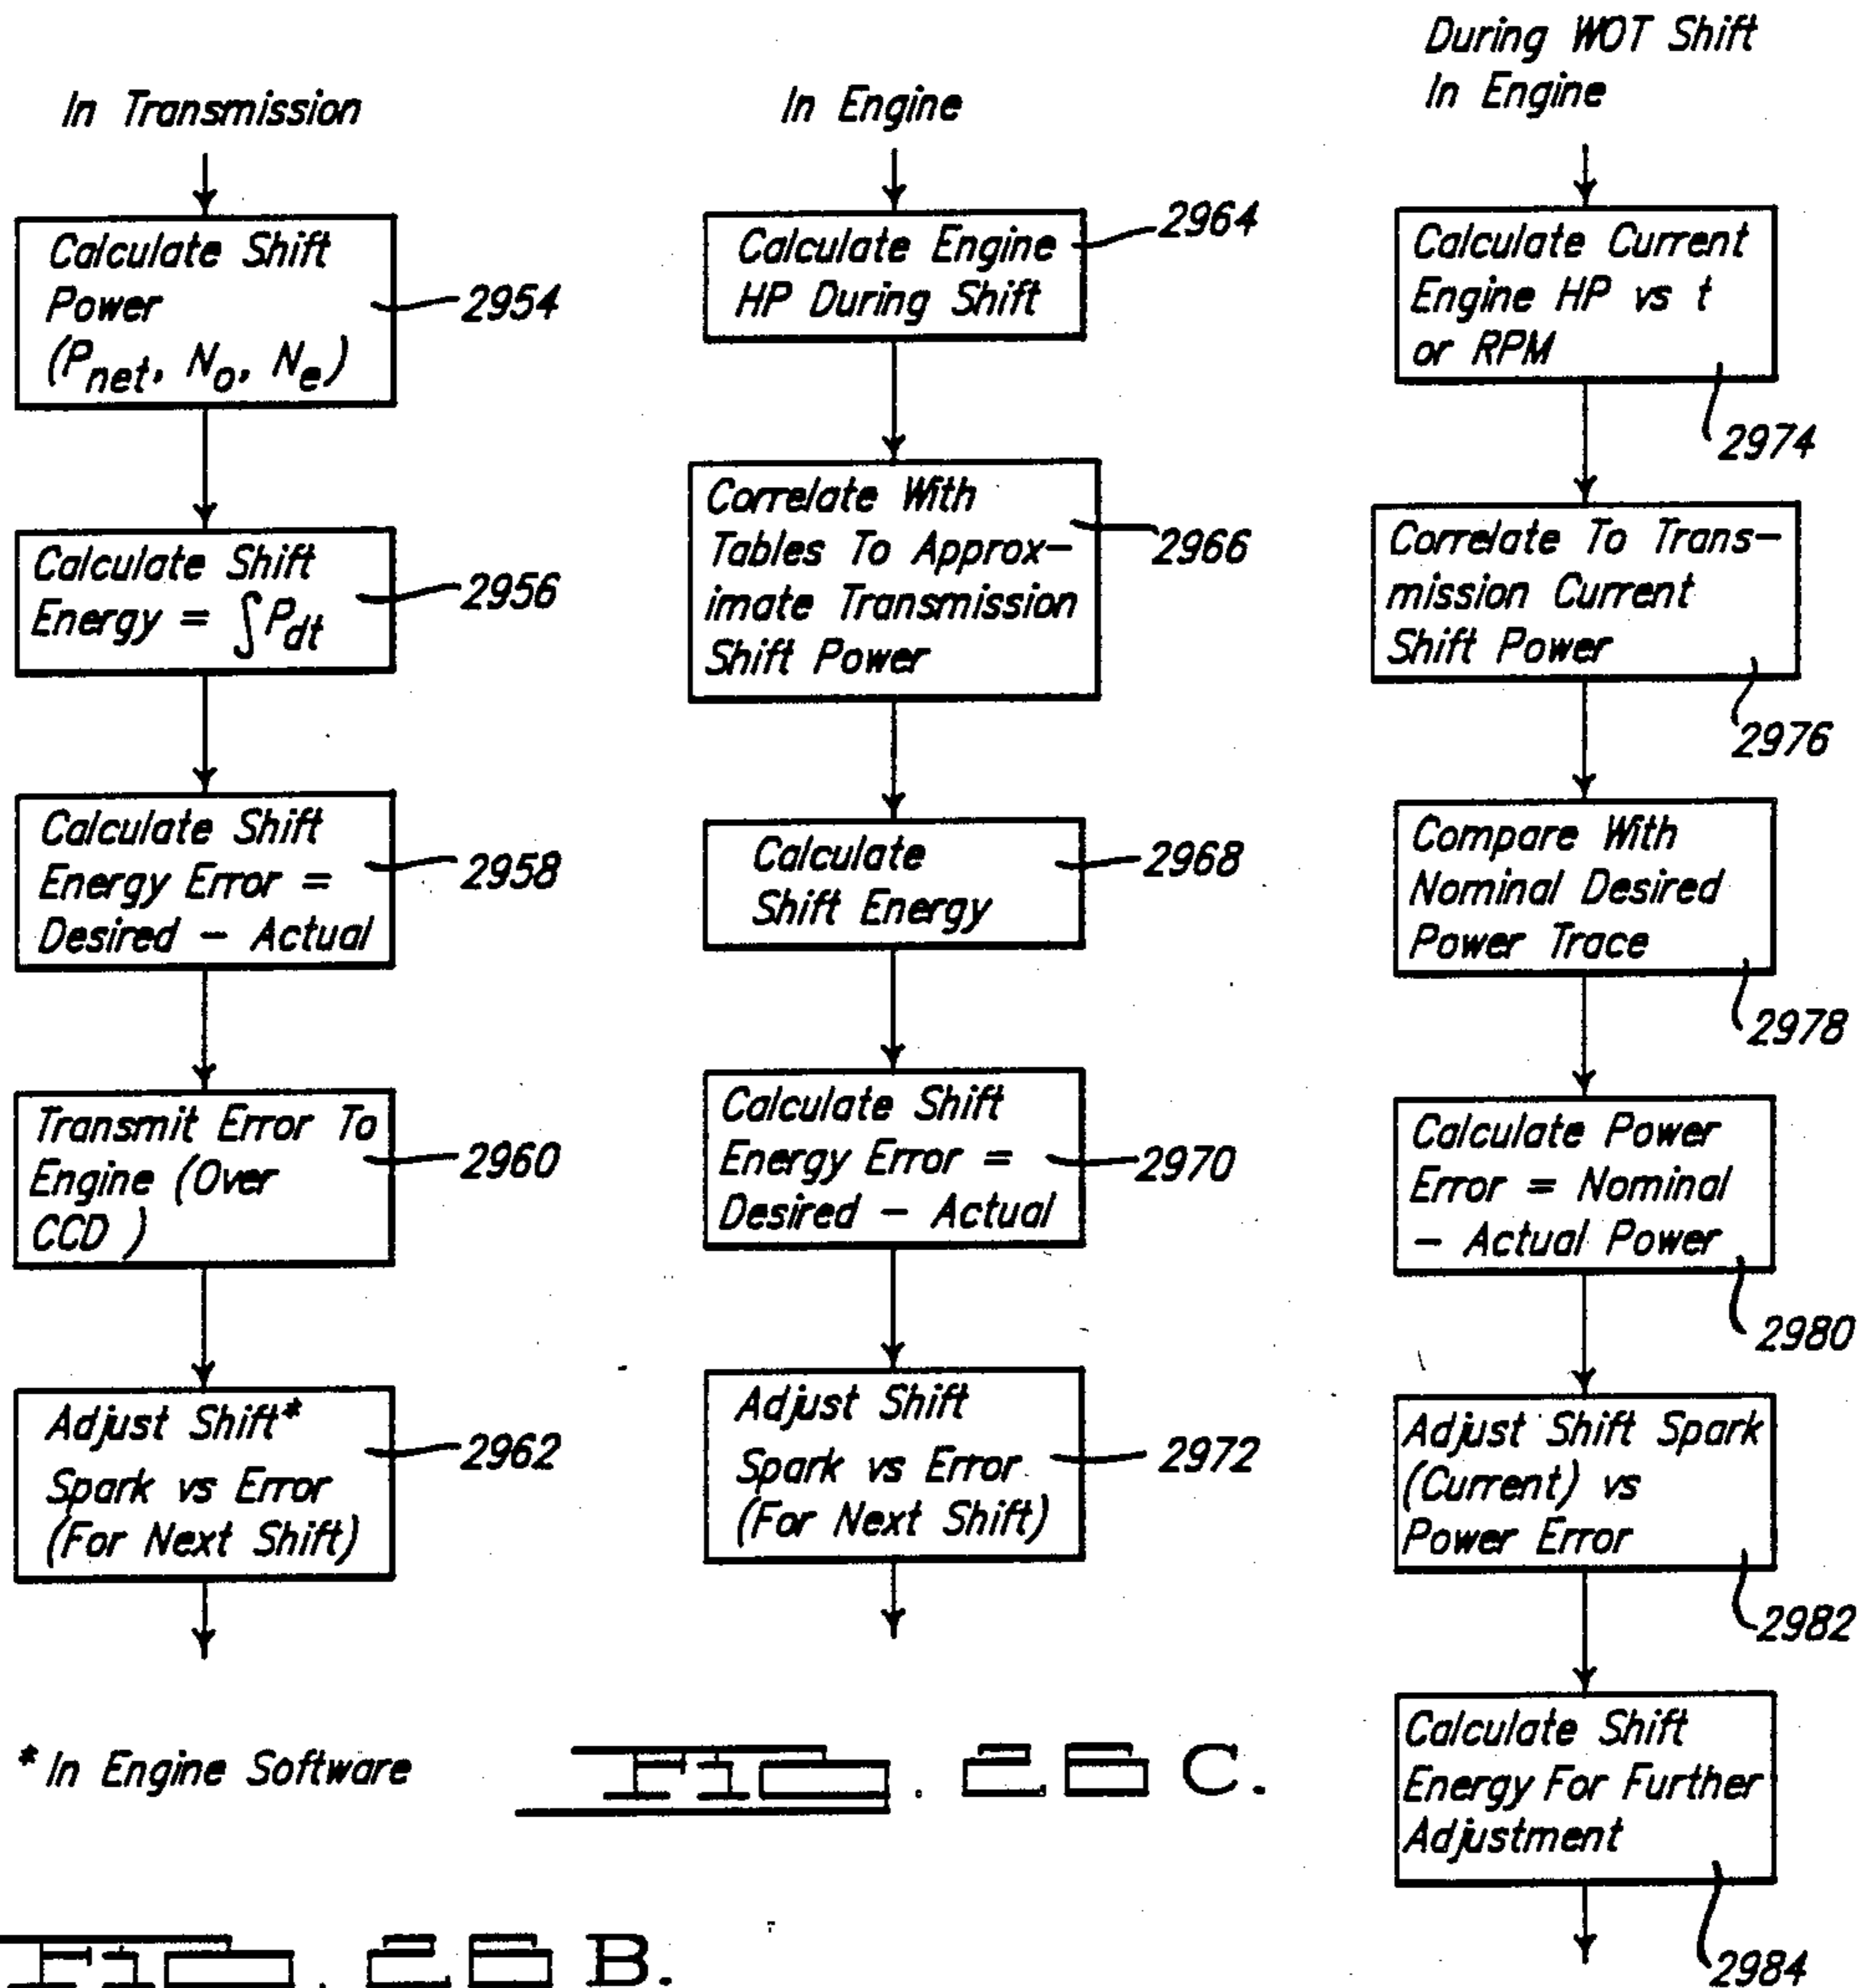 In Transmission
Calculate Shift
Power
(Pnet, No, Ne)
2954
Calculate Shift
Energy = ∫Pdt
2956
Calculate Shift
Energy Error =
Desired – Actual
2958
Transmit Error To
Engine (Over
CCD )
2960
Adjust Shift*
Spark vs Error
(For Next Shift)
2962
* In Engine Software
B.
In Engine
Calculate Engine
HP During Shift
2964
Correlate With
Tables To Approx–
imate Transmission
Shift Power
2966
Calculate
Shift Energy
2968
Calculate Shift
Energy Error =
Desired – Actual
2970
Adjust Shift
Spark vs Error
(For Next Shift)
2972
C.
During WOT Shift
In Engine
Calculate Current
Engine HP vs t
or RPM
2974
Correlate To Trans–
mission Current
Shift Power
2976
Compare With
Nominal Desired
Power Trace
2978
Calculate Power
Error = Nominal
– Actual Power
2980
Adjust Shift Spark
(Current) vs
Power Error
2982
Calculate Shift
Energy For Further
Adjustment
2984